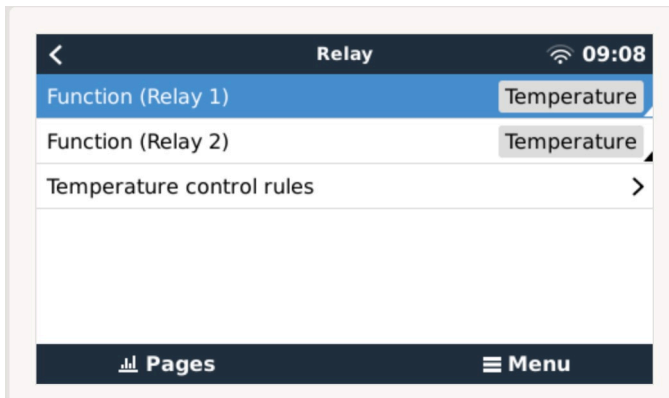 Relay 09:08
Function (Relay 1) Temperature
Function (Relay 2) Temperature
Temperature control rules
Pages Menu